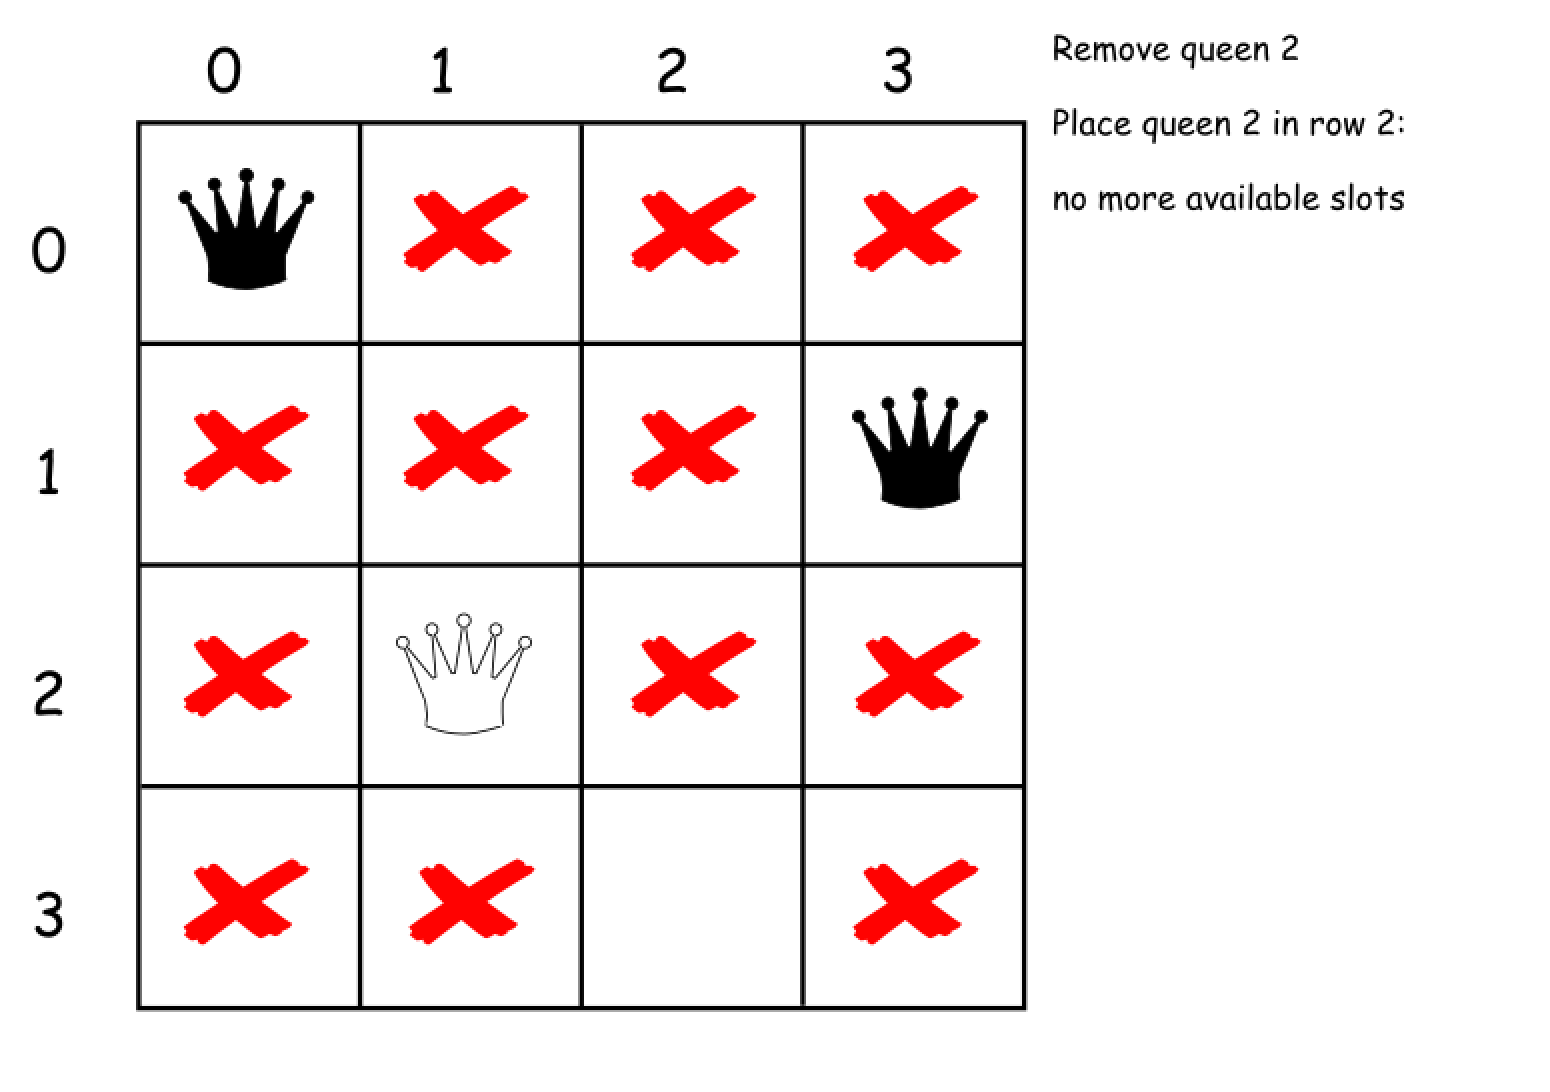 0 1 2 3
0
1
2
3
Remove queen 2
Place queen 2 in row 2:
no more available slots